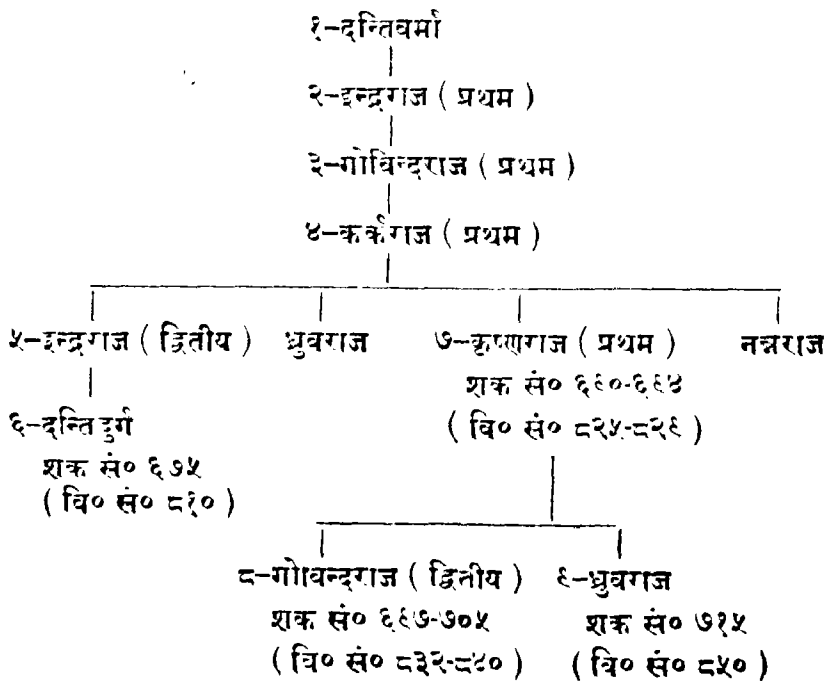 १-दन्तिवर्मा
२-इन्द्रराज ( प्रथम )
३-गोविन्दराज ( प्रथम )
४-कर्कराज ( प्रथम )
५-इन्द्रराज ( द्वितीय ) ध्रुवराज ७-कृष्णराज ( प्रथम ) नन्नराज
शक सं० ६९०-६९४
६-दन्तिदुर्ग ( वि० सं० ८२५-८२९ )
शक सं० ६७५
( वि० सं० ८१० )
८-गोविन्दराज ( द्वितीय ) ९-ध्रुवराज
शक सं० ६९७-७०५ शक सं० ७१५
( वि० सं० ८३२-८४० ) ( वि० सं० ८५० )